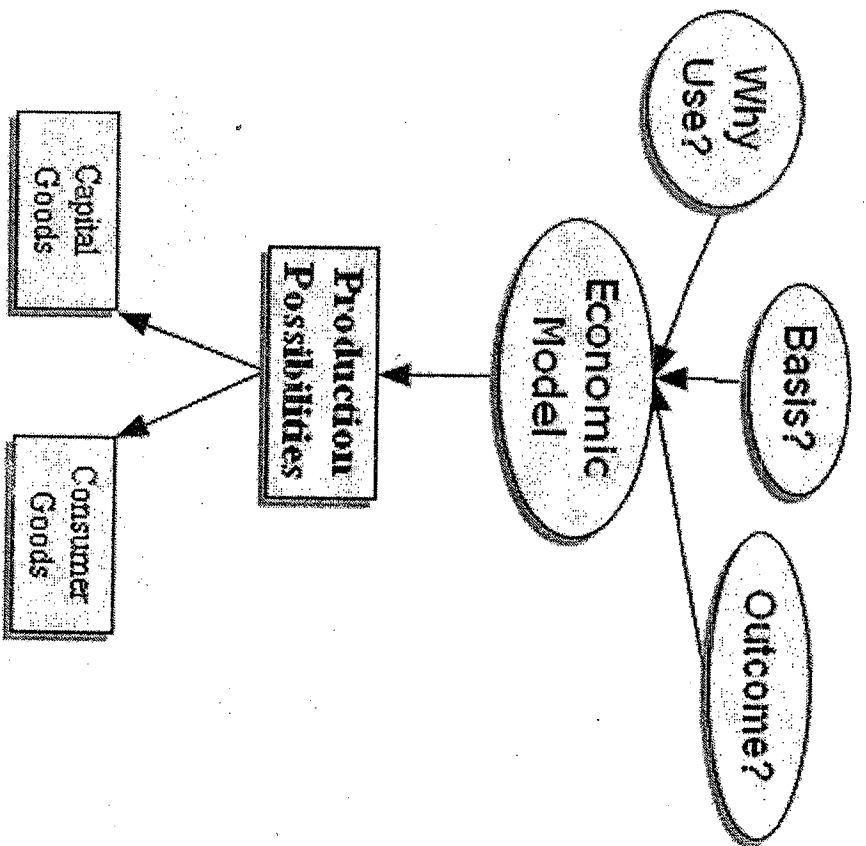 Why
Use?
Basis?
Outcome?
Economic
Model
Production
Possibilities
Capital
Goods
Consumer
Goods